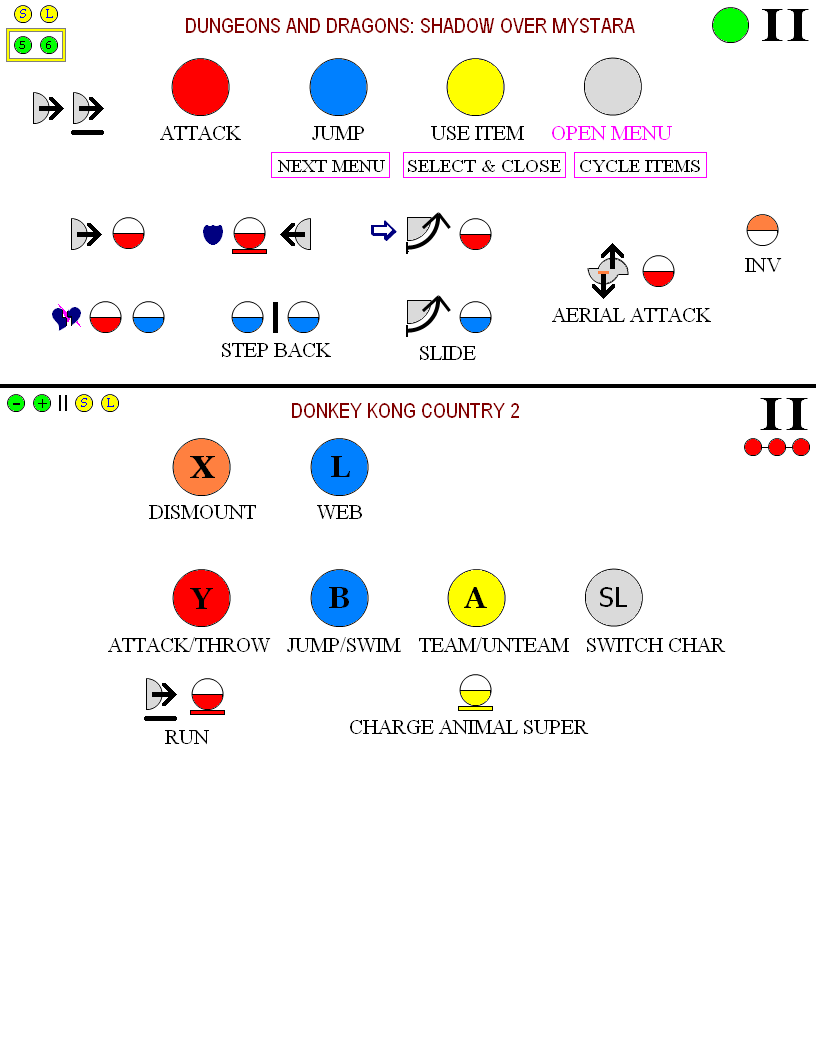 S L
5 6
DUNGEONS AND DRAGONS: SHADOW OVER MYSTARA
II
ATTACK JUMP USE ITEM OPEN MENU
NEXT MENU SELECT & CLOSE CYCLE ITEMS
INV
AERIAL ATTACK
STEP BACK
SLIDE
- + II S L
DONKEY KONG COUNTRY 2
II
X L
DISMOUNT WEB
Y B A SL
ATTACK/THROW JUMP/SWIM TEAM/UNTEAM SWITCH CHAR
RUN
CHARGE ANIMAL SUPER